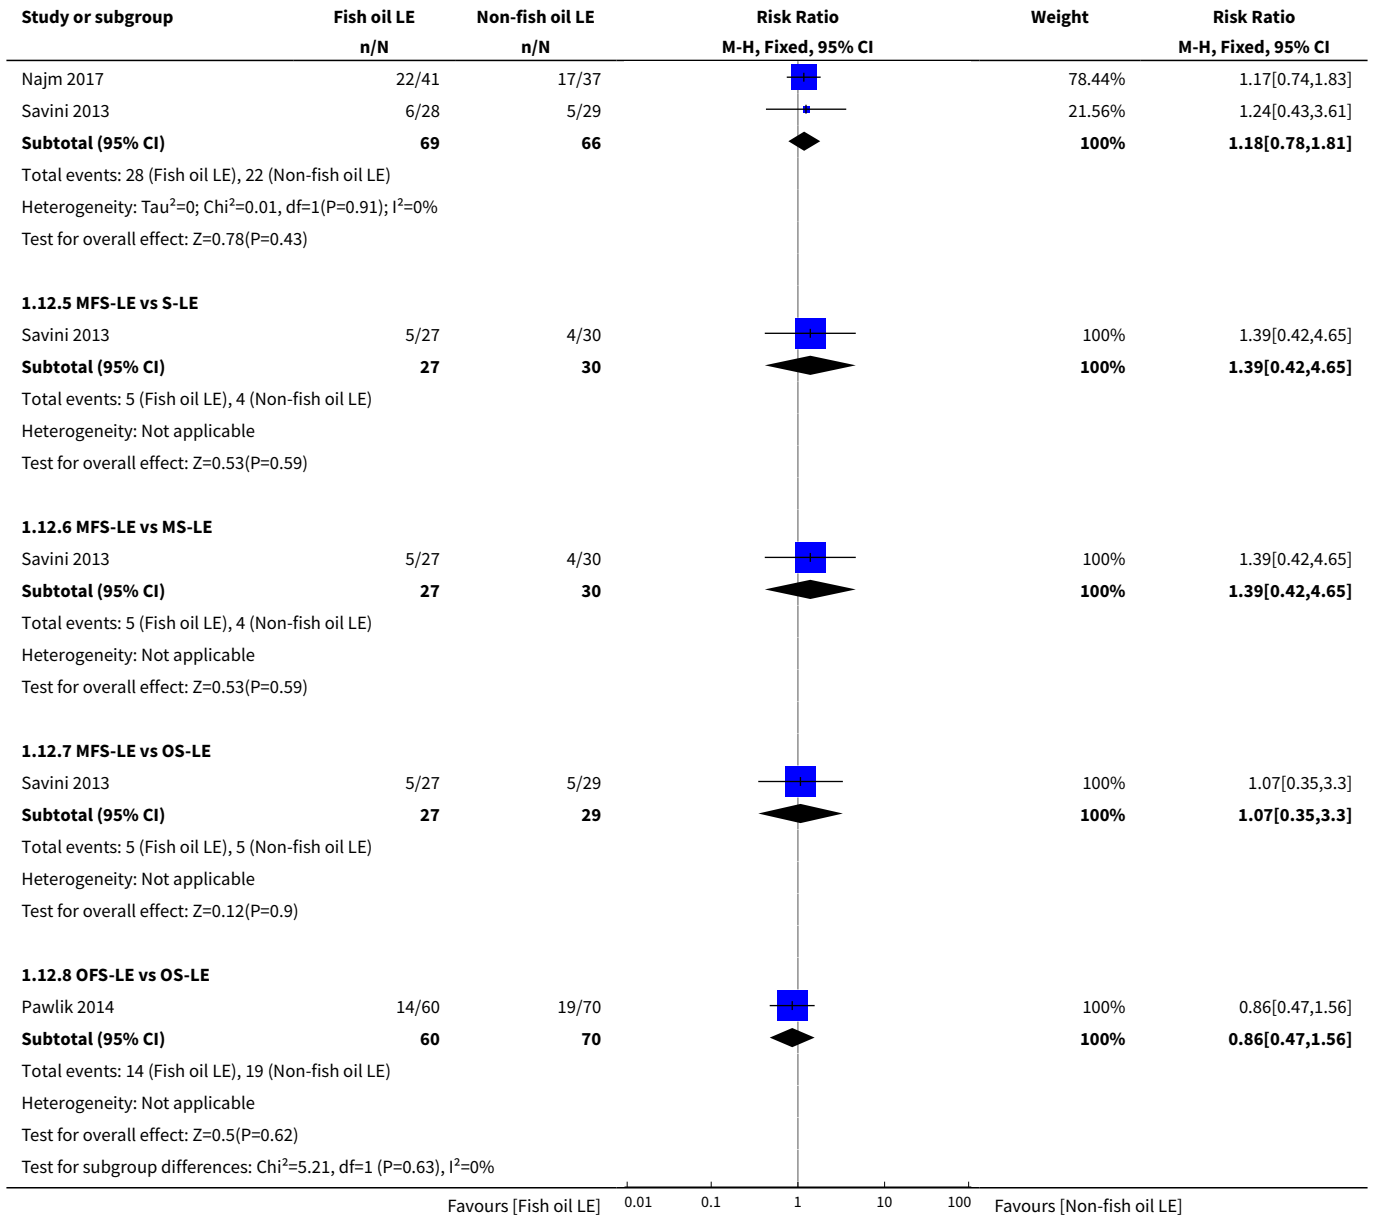 Study or subgroup Fish oil LE Non-fish oil LE Risk Ratio Weight Risk Ratio
n/N n/N M-H, Fixed, 95% CI M-H, Fixed, 95% CI
Najm 2017 22/41 17/37 78.44% 1.17[0.74,1.83]
Savini 2013 6/28 5/29 21.56% 1.24[0.43,3.61]
Subtotal (95% CI) 69 66 100% 1.18[0.78,1.81]
Total events: 28 (Fish oil LE), 22 (Non-fish oil LE)
Heterogeneity: Tau²=0; Chi²=0.01, df=1(P=0.91); I²=0%
Test for overall effect: Z=0.78(P=0.43)
1.12.5 MFS-LE vs S-LE
Savini 2013 5/27 4/30 100% 1.39[0.42,4.65]
Subtotal (95% CI) 27 30 100% 1.39[0.42,4.65]
Total events: 5 (Fish oil LE), 4 (Non-fish oil LE)
Heterogeneity: Not applicable
Test for overall effect: Z=0.53(P=0.59)
1.12.6 MFS-LE vs MS-LE
Savini 2013 5/27 4/30 100% 1.39[0.42,4.65]
Subtotal (95% CI) 27 30 100% 1.39[0.42,4.65]
Total events: 5 (Fish oil LE), 4 (Non-fish oil LE)
Heterogeneity: Not applicable
Test for overall effect: Z=0.53(P=0.59)
1.12.7 MFS-LE vs OS-LE
Savini 2013 5/27 5/29 100% 1.07[0.35,3.3]
Subtotal (95% CI) 27 29 100% 1.07[0.35,3.3]
Total events: 5 (Fish oil LE), 5 (Non-fish oil LE)
Heterogeneity: Not applicable
Test for overall effect: Z=0.12(P=0.9)
1.12.8 OFS-LE vs OS-LE
Pawlik 2014 14/60 19/70 100% 0.86[0.47,1.56]
Subtotal (95% CI) 60 70 100% 0.86[0.47,1.56]
Total events: 14 (Fish oil LE), 19 (Non-fish oil LE)
Heterogeneity: Not applicable
Test for overall effect: Z=0.5(P=0.62)
Test for subgroup differences: Chi²=5.21, df=1 (P=0.63), I²=0%
Favours [Fish oil LE] 0.01 0.1 1 10 100 Favours [Non-fish oil LE]